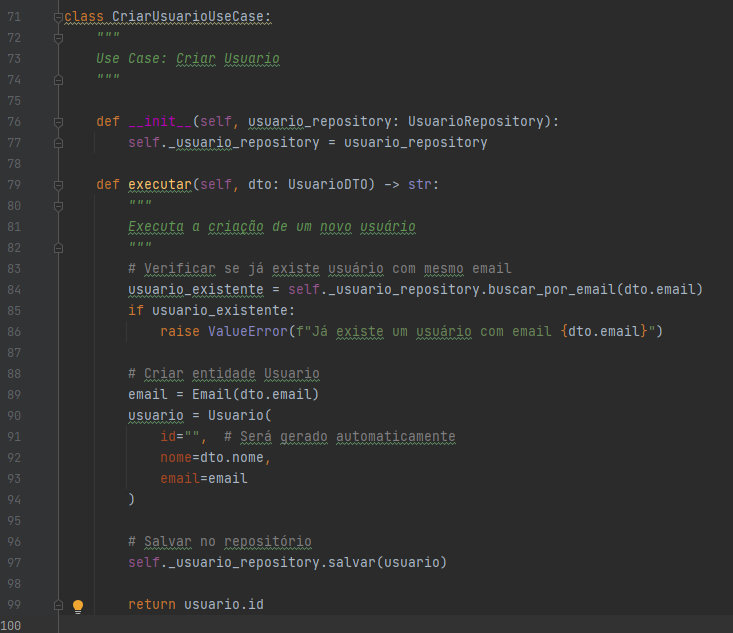 71 class CriarUsuarioUseCase:
72     """
73     Use Case: Criar Usuario
74     """
75
76     def __init__(self, usuario_repository: UsuarioRepository):
77         self._usuario_repository = usuario_repository
78
79     def executar(self, dto: UsuarioDTO) -> str:
80         """
81         Executa a criação de um novo usuário
82         """
83         # Verificar se já existe usuário com mesmo email
84         usuario_existente = self._usuario_repository.buscar_por_email(dto.email)
85         if usuario_existente:
86             raise ValueError(f"Já existe um usuário com email {dto.email}")
87
88         # Criar entidade Usuario
89         email = Email(dto.email)
90         usuario = Usuario(
91             id="",  # Será gerado automaticamente
92             nome=dto.nome,
93             email=email
94         )
95
96         # Salvar no repositório
97         self._usuario_repository.salvar(usuario)
98
99         return usuario.id
100